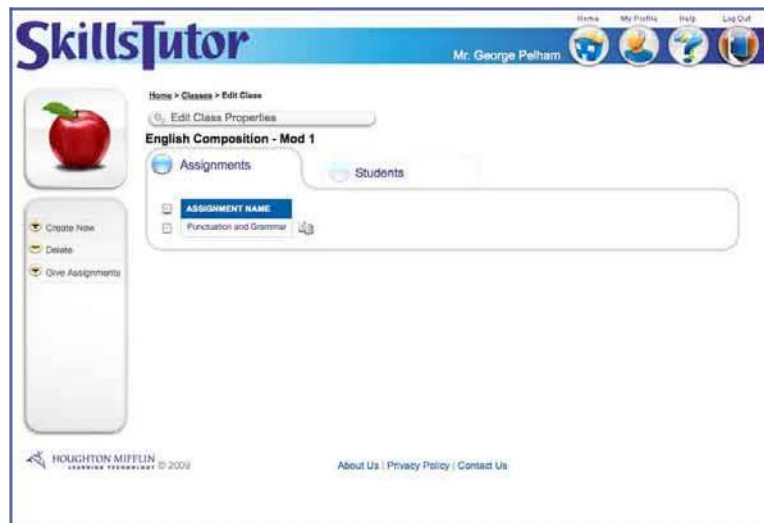 Home My Profile Help Log Out
SkillsTutor
Mr. George Pelham
Home > Classes > Edit Class
Edit Class Properties
English Composition - Mod 1
Assignments
Students
ASSIGNMENT NAME
Punctuation and Grammar
Create New
Delete
Give Assignments
HOUGHTON MIFFLIN
LEARNING TECHNOLOGY © 2009
About Us | Privacy Policy | Contact Us